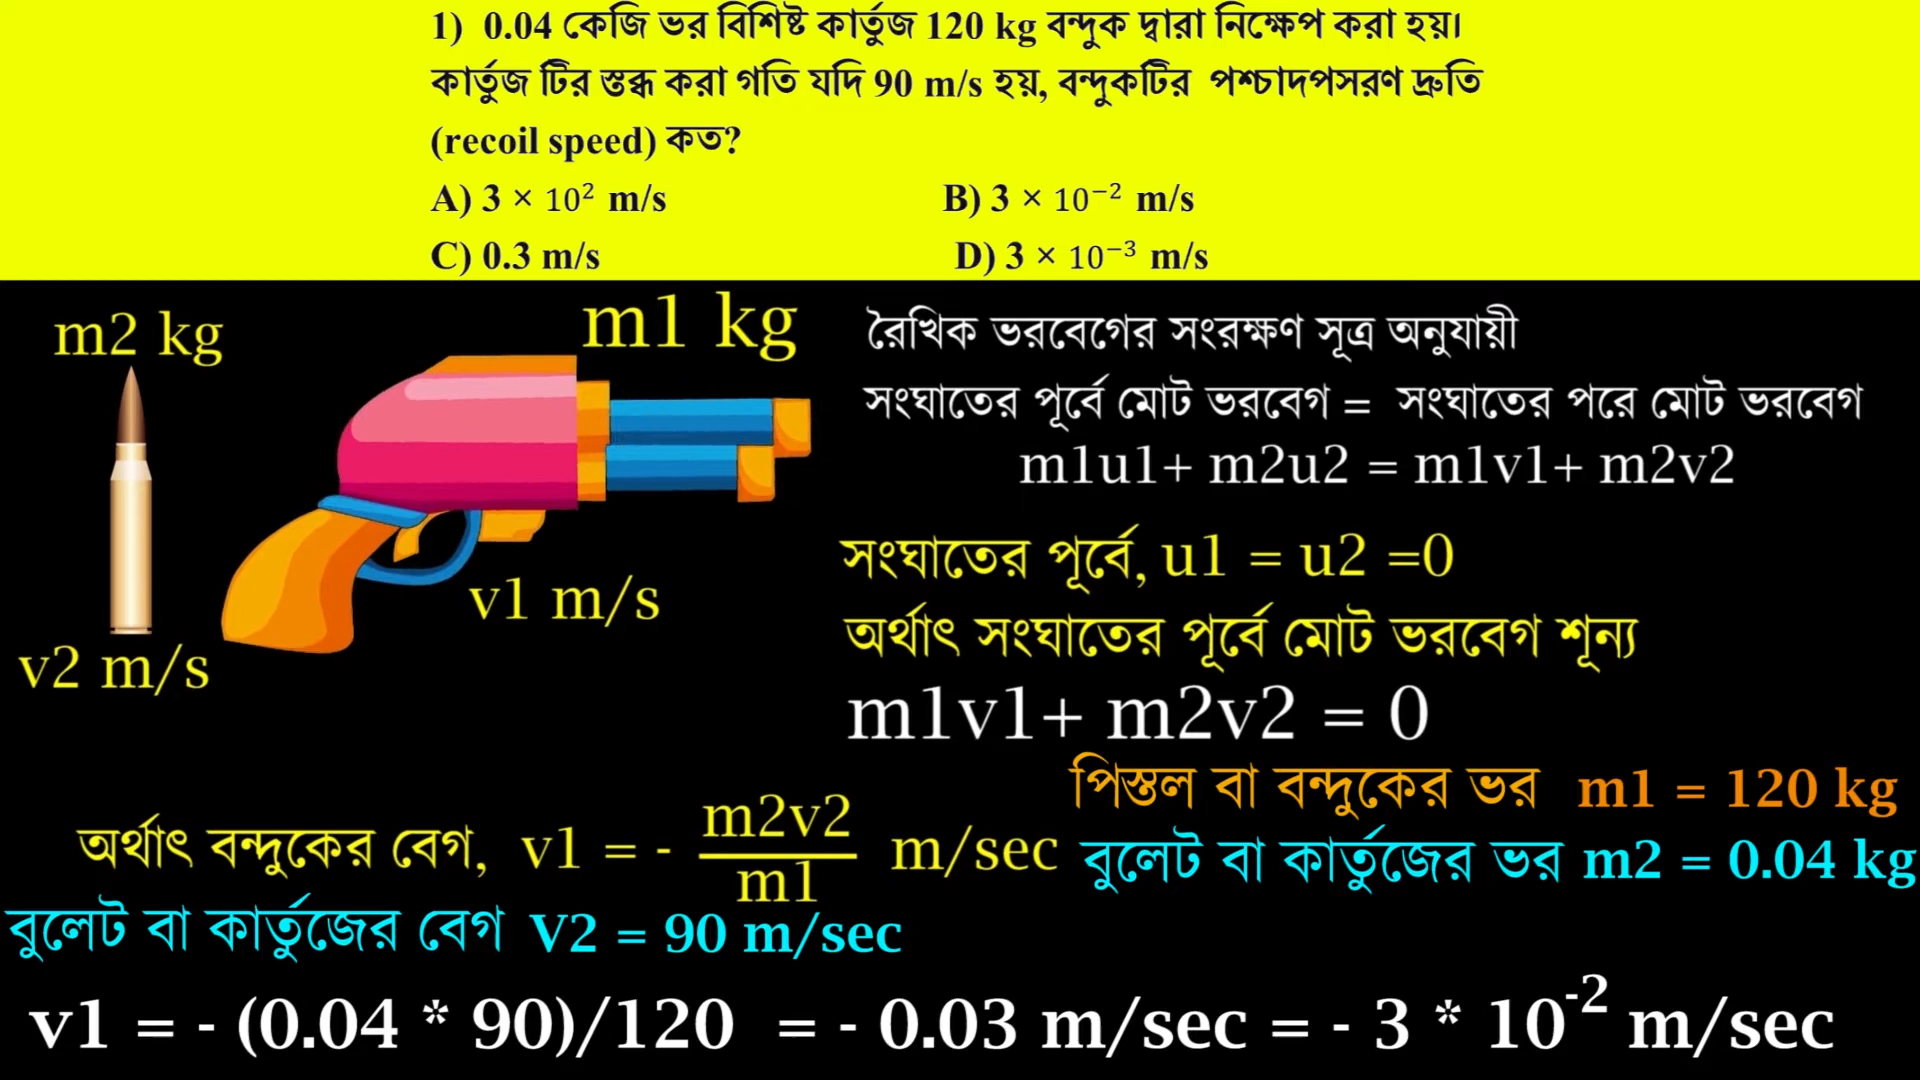 1) 0.04 কেজি ভর বিশিষ্ট কার্তুজ 120 kg বন্দুক দ্বারা নিক্ষেপ করা হয়।
কার্তুজ টির স্তব্ধ করা গতি যদি 90 m/s হয়, বন্দুকটির পশ্চাদপসরণ দ্রুতি
(recoil speed) কত?
A) 3 × 10² m/s B) 3 × 10⁻² m/s
C) 0.3 m/s D) 3 × 10⁻³ m/s
m2 kg
m1 kg
v1 m/s
v2 m/s
রৈখিক ভরবেগের সংরক্ষণ সূত্র অনুযায়ী
সংঘাতের পূর্বে মোট ভরবেগ = সংঘাতের পরে মোট ভরবেগ
m1u1+ m2u2 = m1v1+ m2v2
সংঘাতের পূর্বে, u1 = u2 =0
অর্থাৎ সংঘাতের পূর্বে মোট ভরবেগ শূন্য
m1v1+ m2v2 = 0
পিস্তল বা বন্দুকের ভর m1 = 120 kg
বুলেট বা কার্তুজের ভর m2 = 0.04 kg
অর্থাৎ বন্দুকের বেগ, v1 = - m2v2/m1 m/sec
বুলেট বা কার্তুজের বেগ V2 = 90 m/sec
v1 = - (0.04 * 90)/120 = - 0.03 m/sec = - 3 * 10⁻² m/sec